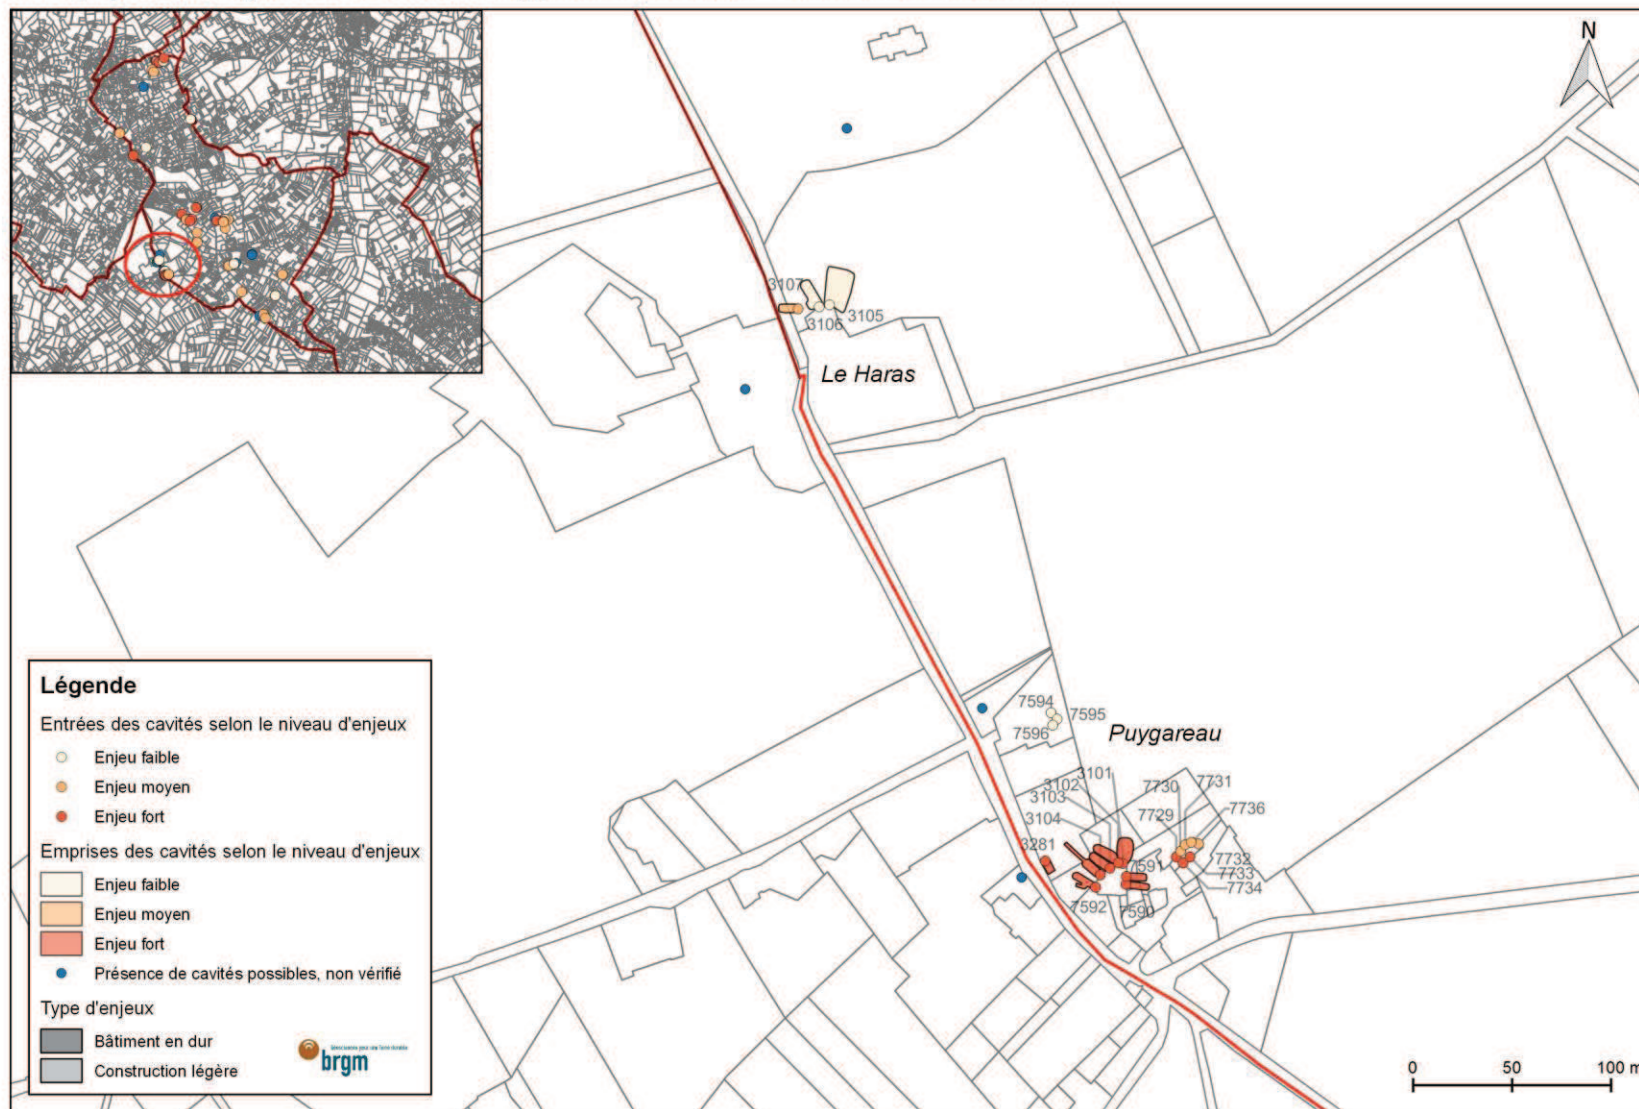 N
3107
3105
3106
Le Haras
7594
7595
7596
Puygareau
3101
3102
3103
3104
3281
7730
7731
7729
7736
7591
7732
7733
7734
7592
7590
Légende
Entrées des cavités selon le niveau d'enjeux
Enjeu faible
Enjeu moyen
Enjeu fort
Emprises des cavités selon le niveau d'enjeux
Enjeu faible
Enjeu moyen
Enjeu fort
Présence de cavités possibles, non vérifié
Type d'enjeux
Bâtiment en dur
Construction légère
brgm
0 50 100 m